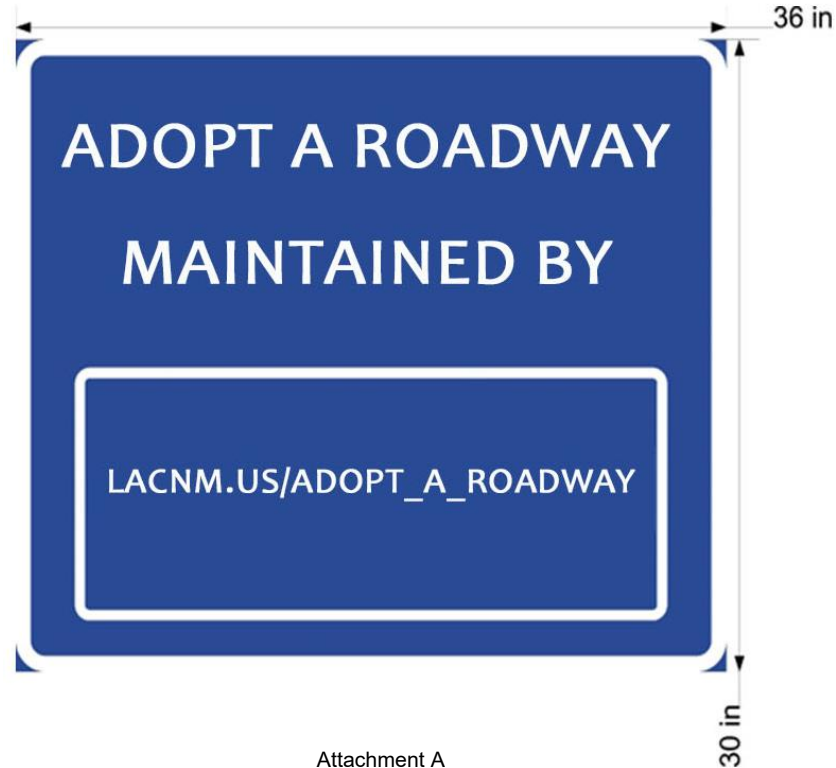 36 in
ADOPT A ROADWAY
MAINTAINED BY
LACNM.US/ADOPT_A_ROADWAY
30 in
Attachment A